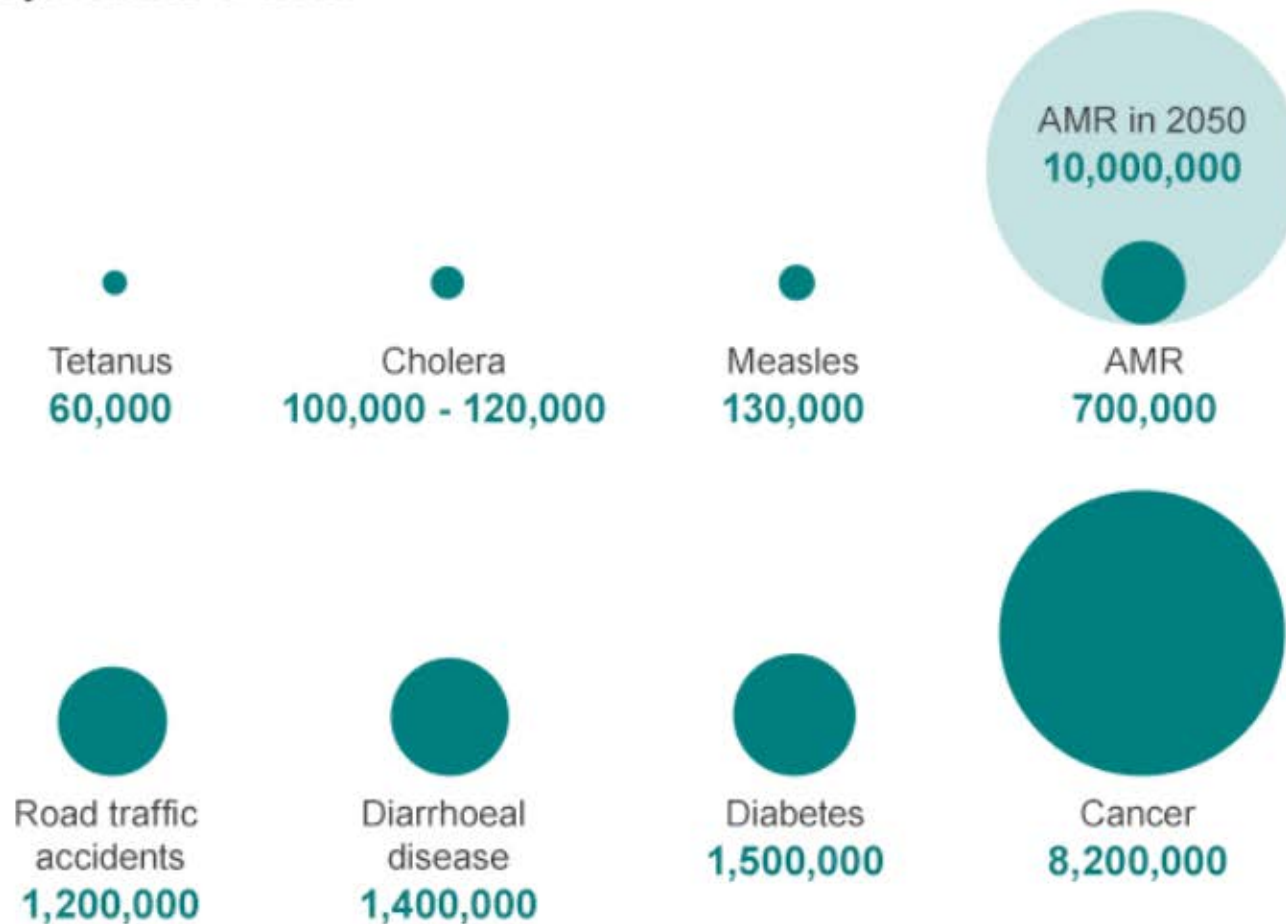 AMR in 2050
10,000,000
Tetanus
60,000
Cholera
100,000 - 120,000
Measles
130,000
AMR
700,000
Road traffic
accidents
1,200,000
Diarrhoeal
disease
1,400,000
Diabetes
1,500,000
Cancer
8,200,000